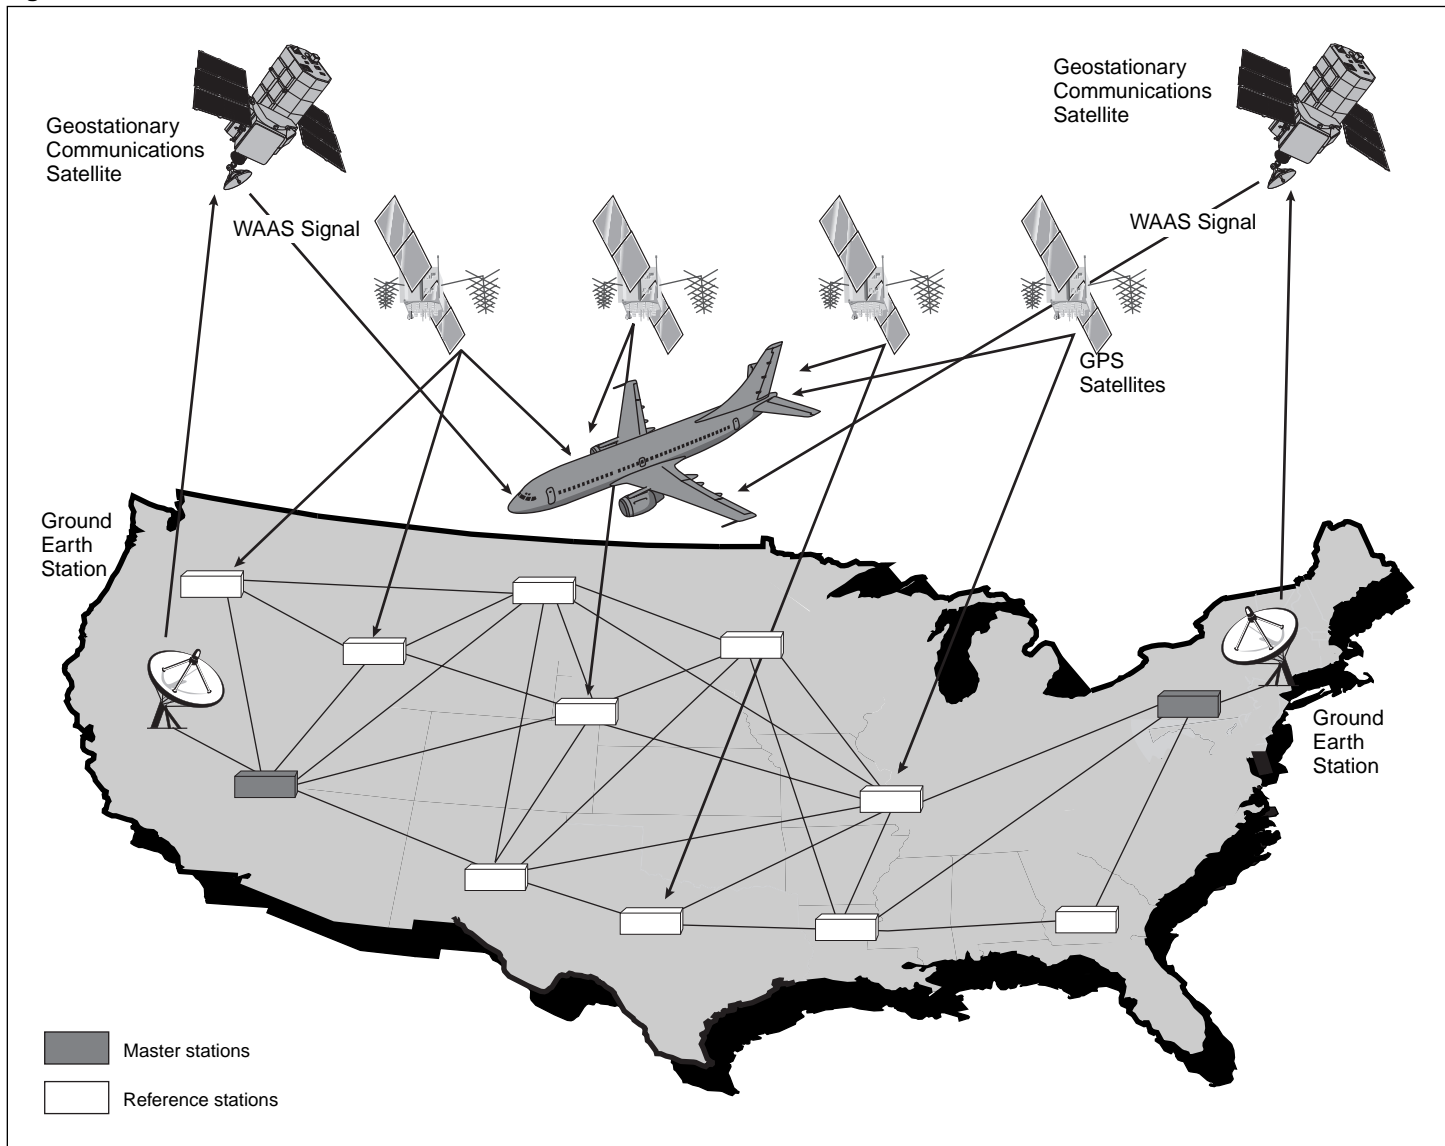 Geostationary
Communications
Satellite
Geostationary
Communications
Satellite
WAAS Signal
WAAS Signal
GPS
Satellites
Ground
Earth
Station
Ground
Earth
Station
Master stations
Reference stations